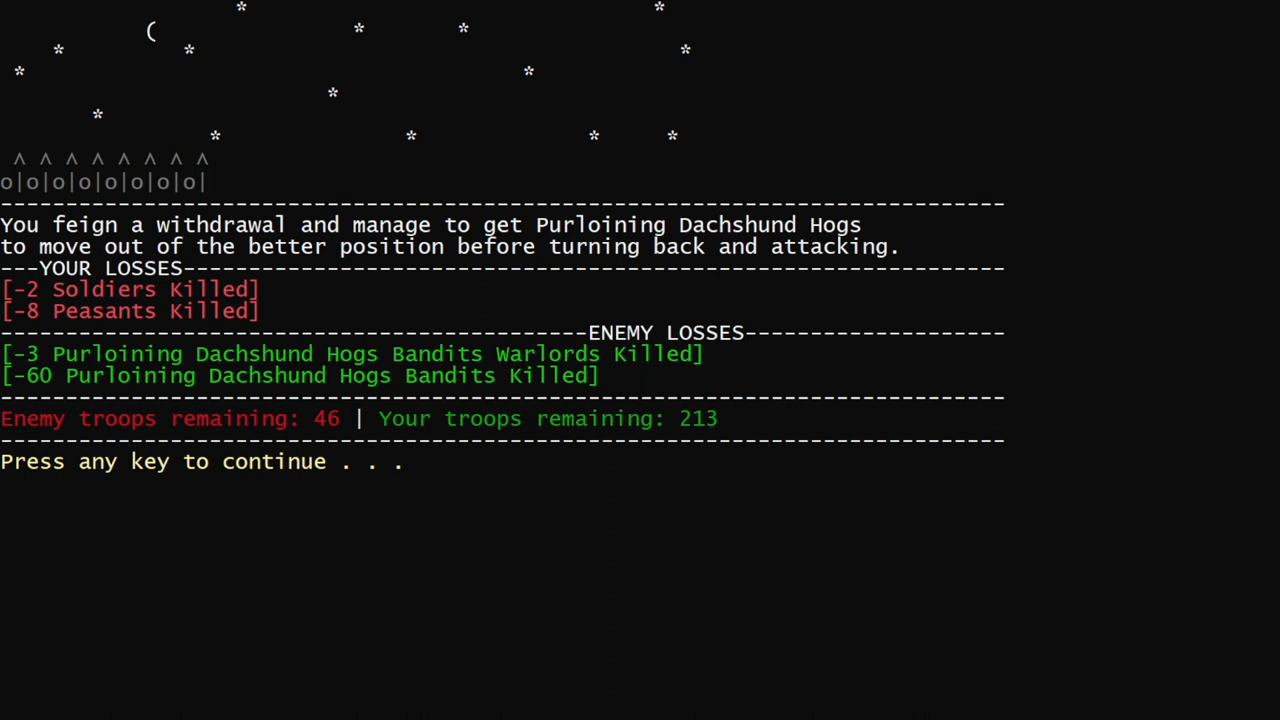 You feign a withdrawal and manage to get Purloining Dachshund Hogs
to move out of the better position before turning back and attacking.
---YOUR LOSSES---------------------------------------------------------------
[-2 Soldiers Killed]
[-8 Peasants Killed]
---------------------------------------------ENEMY LOSSES--------------------
[-3 Purloining Dachshund Hogs Bandits Warlords Killed]
[-60 Purloining Dachshund Hogs Bandits Killed]
Enemy troops remaining: 46 | Your troops remaining: 213
Press any key to continue . . .